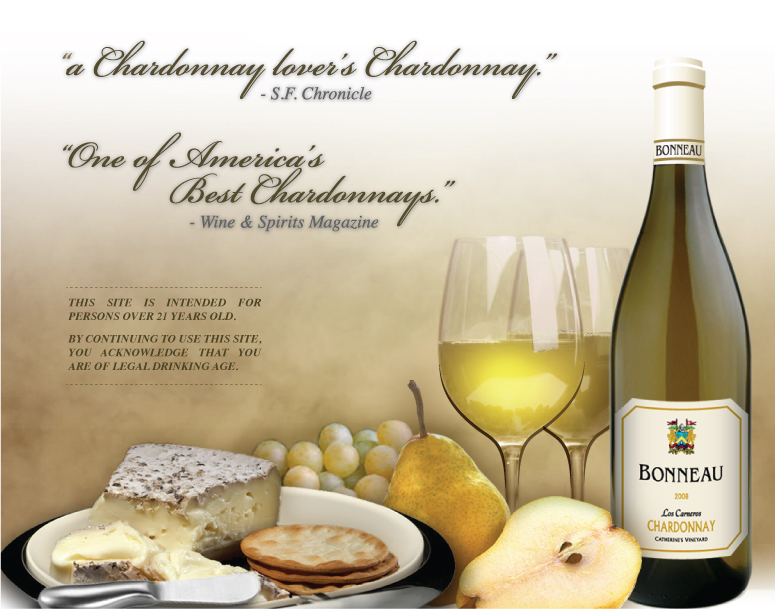 “a Chardonnay lover's Chardonnay.”
- S.F. Chronicle
“One of America's
Best Chardonnays.”
- Wine & Spirits Magazine
THIS SITE IS INTENDED FOR
PERSONS OVER 21 YEARS OLD.
BY CONTINUING TO USE THIS SITE,
YOU ACKNOWLEDGE THAT YOU
ARE OF LEGAL DRINKING AGE.
BONNEAU
BONNEAU
2008
Los Carneros
CHARDONNAY
CATHERINE'S VINEYARD